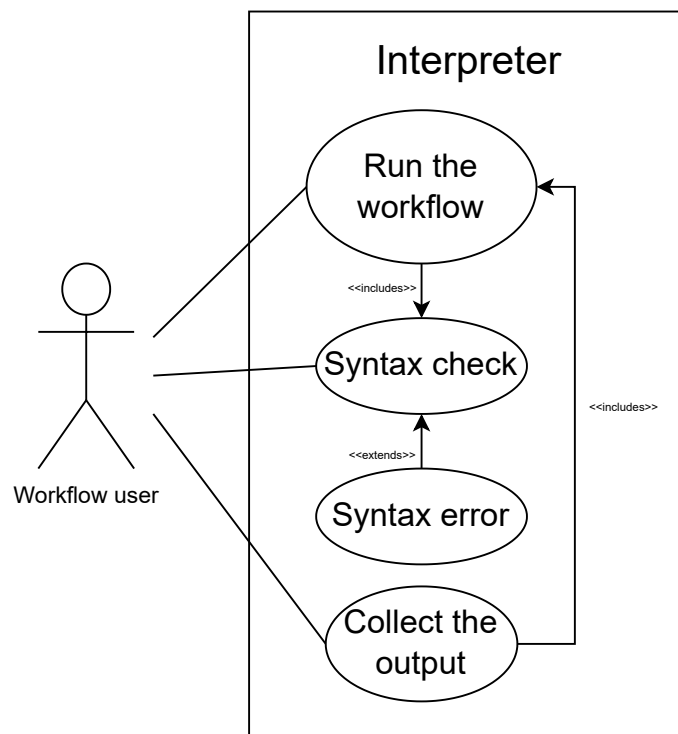 Interpreter
Run the
workflow
<<includes>>
Syntax check
<<includes>>
<<extends>>
Workflow user
Syntax error
Collect the
output